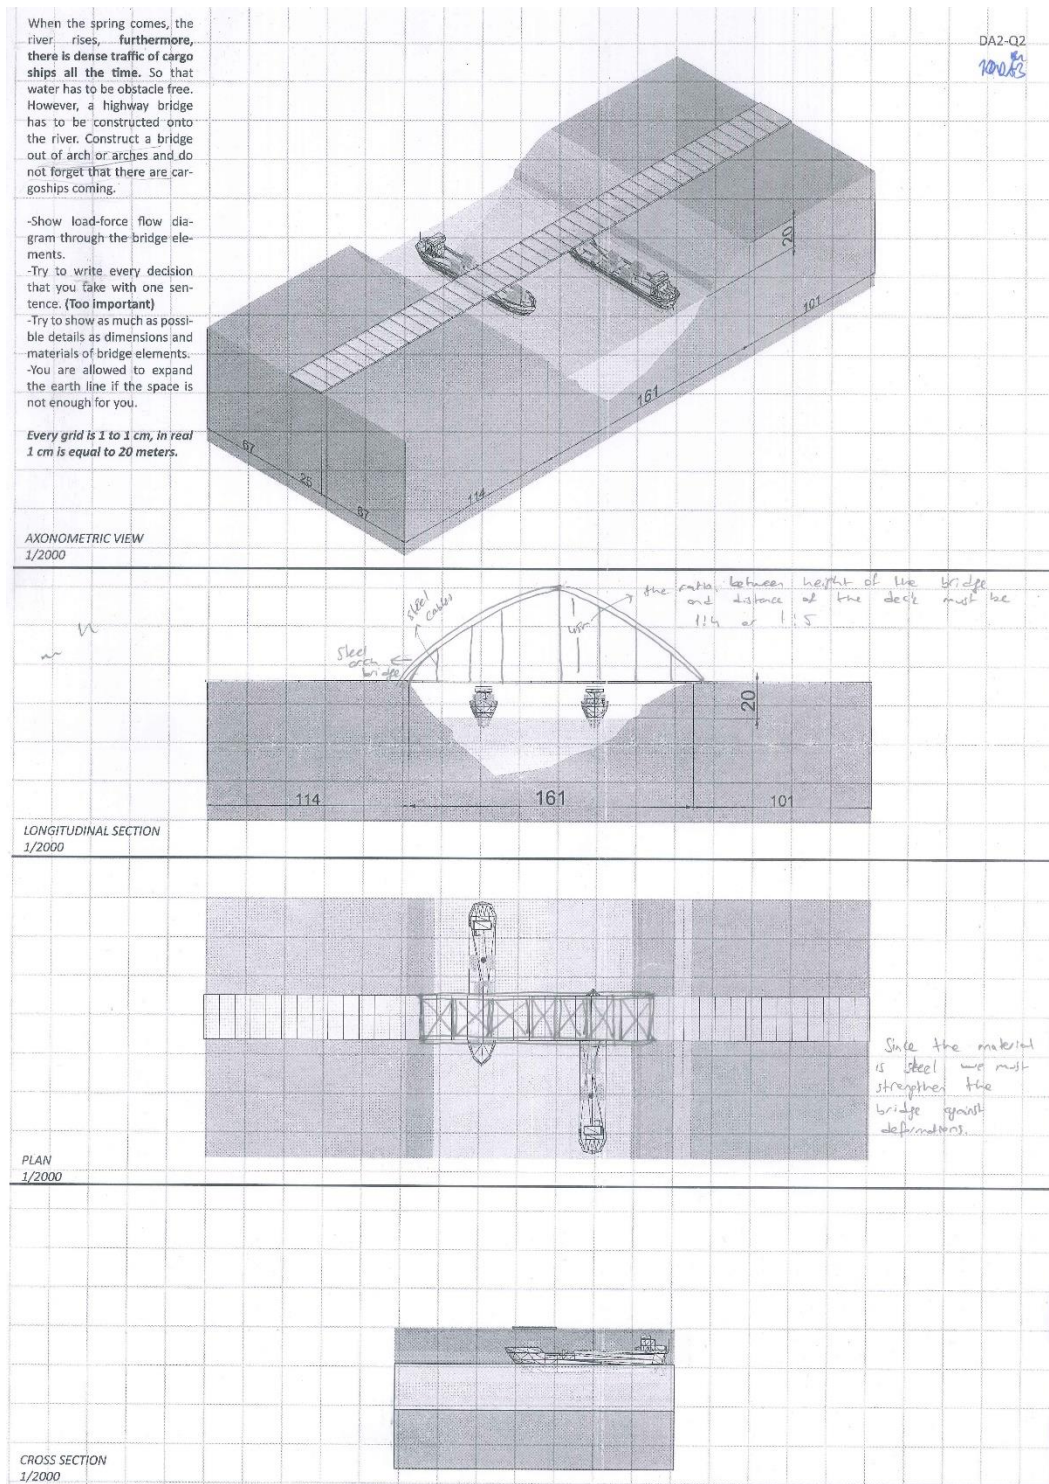 When the spring comes, the
river rises, furthermore,
there is dense traffic of cargo
ships all the time. So that
water has to be obstacle free.
However, a highway bridge
has to be constructed onto
the river. Construct a bridge
out of arch or arches and do
not forget that there are car-
goships coming.
-Show load-force flow dia-
gram through the bridge ele-
ments.
-Try to write every decision
that you take with one sen-
tence. (Too important)
-Try to show as much as possi-
ble details as dimensions and
materials of bridge elements.
-You are allowed to expand
the earth line if the space is
not enough for you.
Every grid is 1 to 1 cm, in real
1 cm is equal to 20 meters.
DA2-Q2
20
101
161
114
67
25
67
AXONOMETRIC VIEW
1/2000
steel
cables
steel
arch
bridge
45m
the ratio between height of the bridge
and distance of the deck must be
1:4 or 1:5
20
114
161
101
LONGITUDINAL SECTION
1/2000
Since the material
is steel we must
strengthen the
bridge against
deformations.
PLAN
1/2000
CROSS SECTION
1/2000